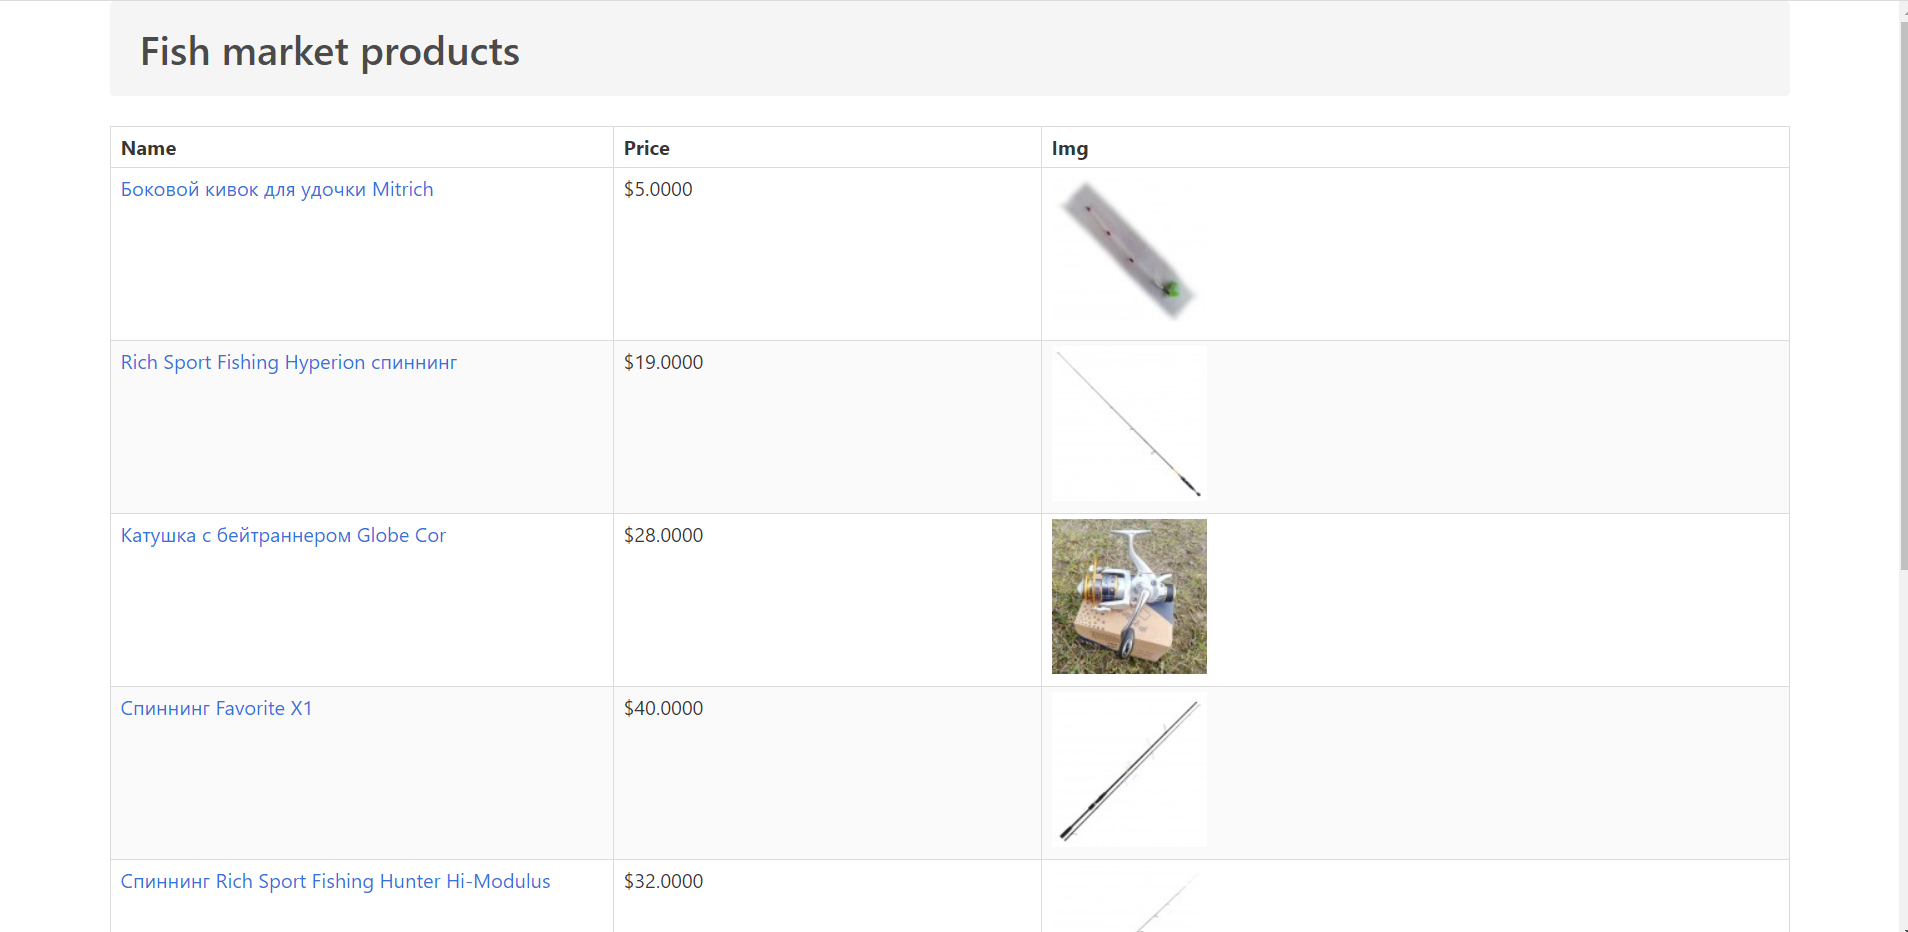 Fish market products
Name Price Img
Боковой кивок для удочки Mitrich $5.0000
Rich Sport Fishing Hyperion спиннинг $19.0000
Катушка с бейтраннером Globe Cor $28.0000
Спиннинг Favorite X1 $40.0000
Спиннинг Rich Sport Fishing Hunter Hi-Modulus $32.0000